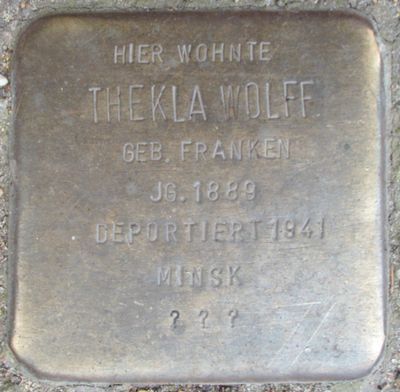 HIER WOHNTE
THEKLA WOLFF
GEB. FRANKEN
JG. 1889
DEPORTIERT 1941
MINSK
? ? ?